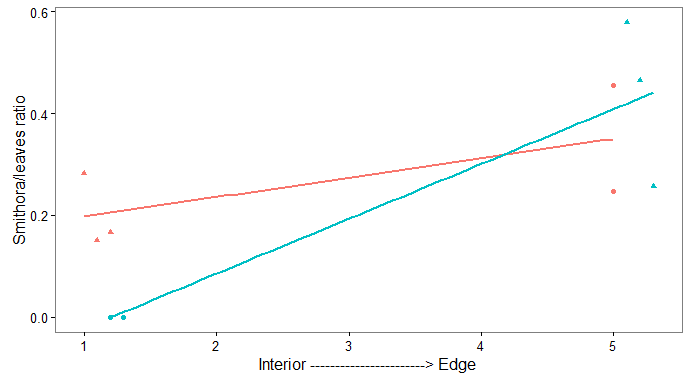 0.6
0.4
0.2
0.0
Smithora/leaves ratio
1 2 3 4 5
Interior -----------------------> Edge